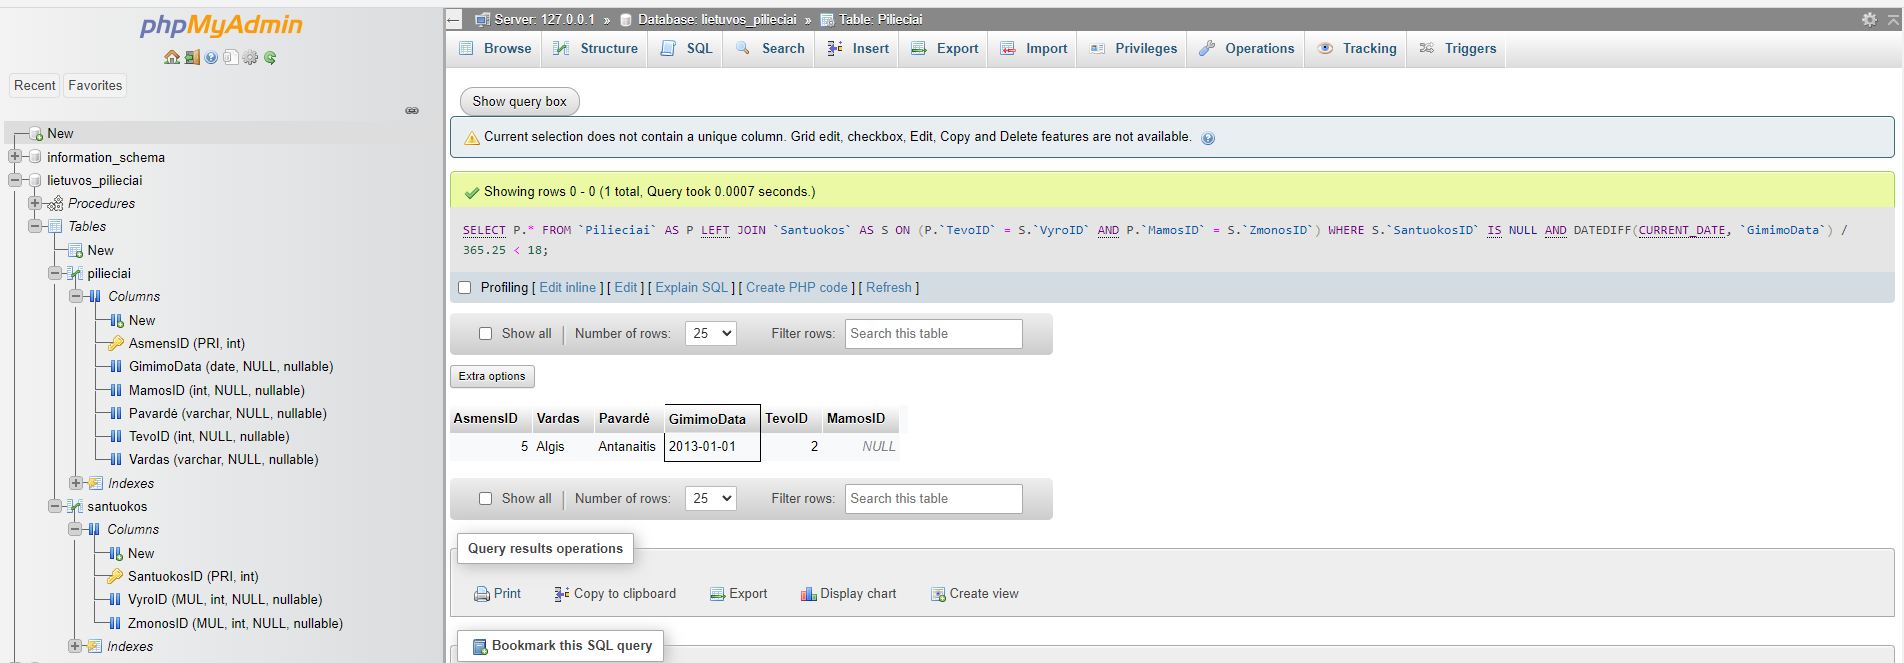 phpMyAdmin
Recent Favorites
New
information_schema
lietuvos_pilieciai
Procedures
Tables
New
pilieciai
Columns
New
AsmensID (PRI, int)
GimimoData (date, NULL, nullable)
MamosID (int, NULL, nullable)
Pavardė (varchar, NULL, nullable)
TevoID (int, NULL, nullable)
Vardas (varchar, NULL, nullable)
Indexes
santuokos
Columns
New
SantuokosID (PRI, int)
VyroID (MUL, int, NULL, nullable)
ZmonosID (MUL, int, NULL, nullable)
Indexes
Server: 127.0.0.1 » Database: lietuvos_pilieciai » Table: Pilieciai
Browse Structure SQL Search Insert Export Import Privileges Operations Tracking Triggers
Show query box
Current selection does not contain a unique column. Grid edit, checkbox, Edit, Copy and Delete features are not available.
Showing rows 0 - 0 (1 total, Query took 0.0007 seconds.)
SELECT P.* FROM `Pilieciai` AS P LEFT JOIN `Santuokos` AS S ON (P.`TevoID` = S.`VyroID` AND P.`MamosID` = S.`ZmonosID`) WHERE S.`SantuokosID` IS NULL AND DATEDIFF(CURRENT_DATE, `GimimoData`) /
365.25 < 18;
Profiling [ Edit inline ] [ Edit ] [ Explain SQL ] [ Create PHP code ] [ Refresh ]
Show all Number of rows: 25 Filter rows: Search this table
Extra options
AsmensID Vardas Pavardė GimimoData TevoID MamosID
5 Algis Antanaitis 2013-01-01 2 NULL
Show all Number of rows: 25 Filter rows: Search this table
Query results operations
Print Copy to clipboard Export Display chart Create view
Bookmark this SQL query